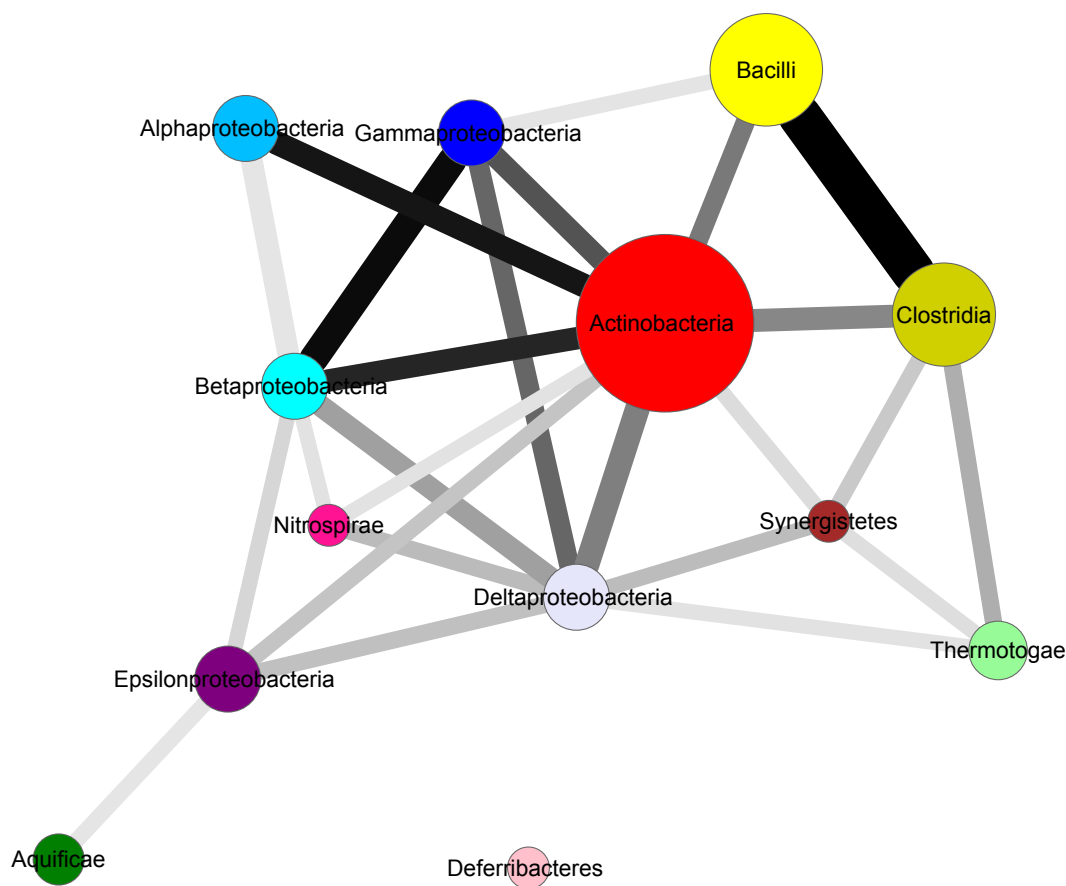 Bacilli
Alphaproteobacteria
Gammaproteobacteria
Actinobacteria
Clostridia
Betaproteobacteria
Nitrospirae
Synergistetes
Deltaproteobacteria
Thermotogae
Epsilonproteobacteria
Aquificae
Deferribacteres